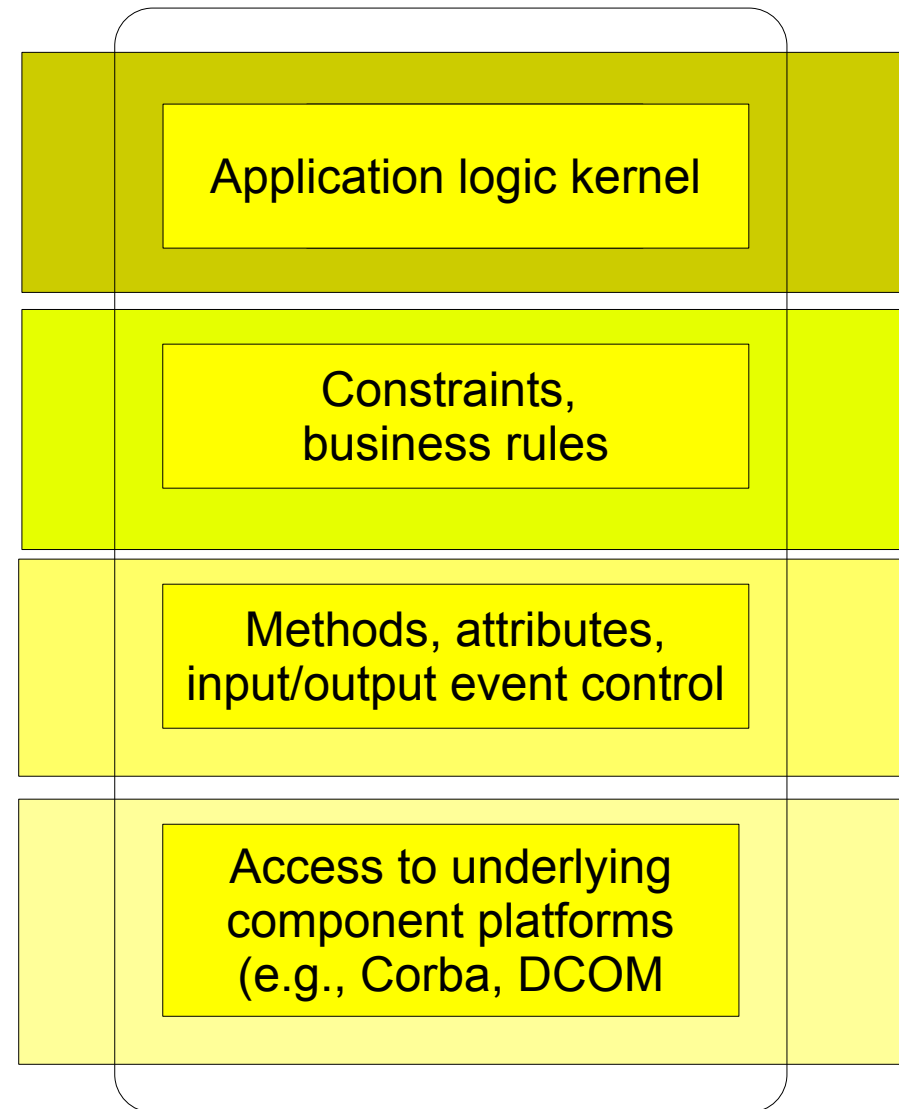 Application logic kernel
Constraints,
business rules
Methods, attributes,
input/output event control
Access to underlying
component platforms
(e.g., Corba, DCOM